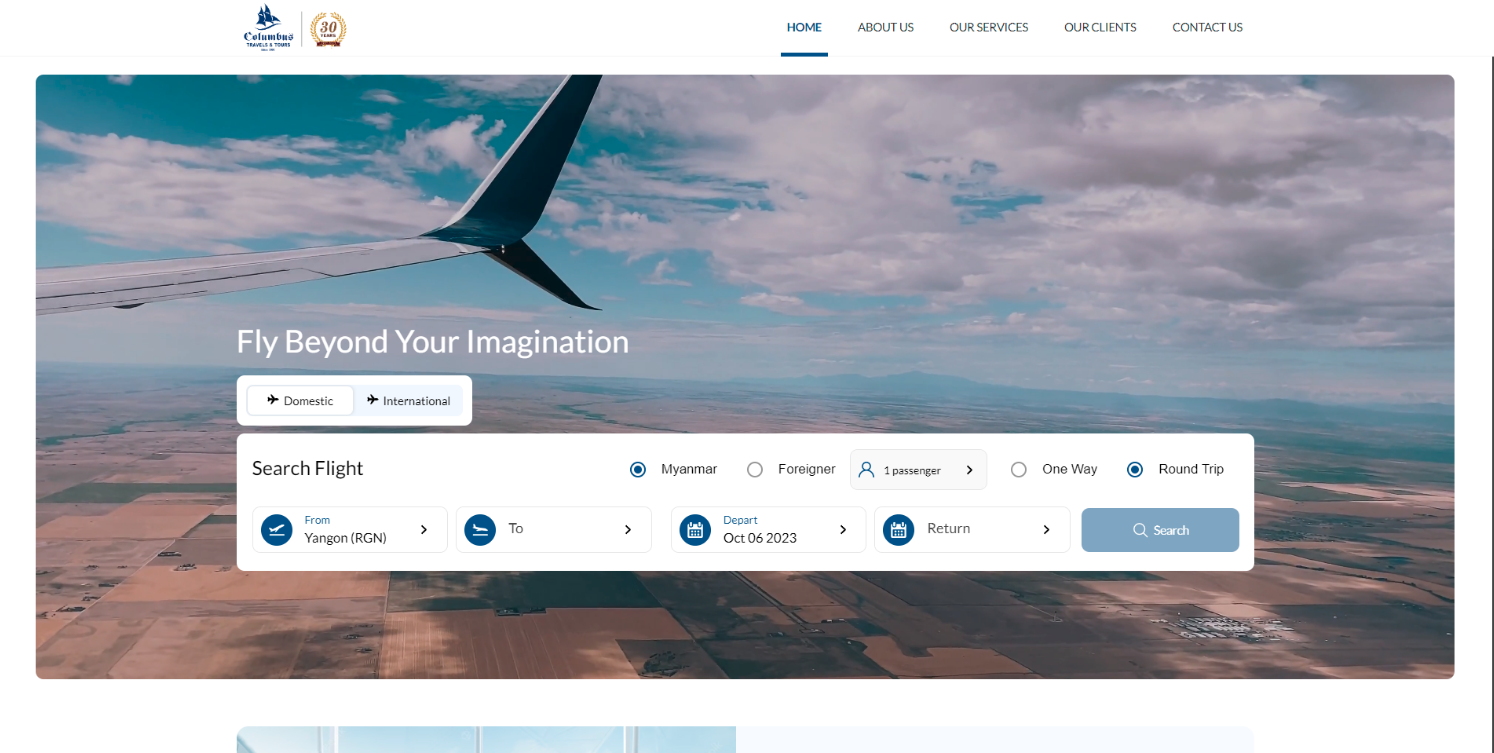 Columbus
TRAVELS & TOURS
30
YEARS
HOME
ABOUT US
OUR SERVICES
OUR CLIENTS
CONTACT US
Fly Beyond Your Imagination
Domestic
International
Search Flight
Myanmar
Foreigner
1 passenger
One Way
Round Trip
From
Yangon (RGN)
To
Depart
Oct 06 2023
Return
Search